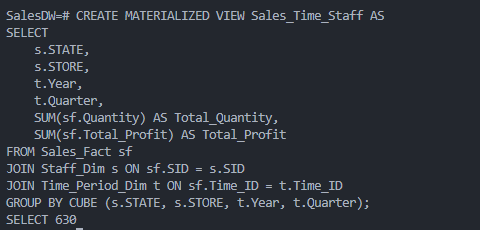 SalesDW=# CREATE MATERIALIZED VIEW Sales_Time_Staff AS
SELECT
    s.STATE,
    s.STORE,
    t.Year,
    t.Quarter,
    SUM(sf.Quantity) AS Total_Quantity,
    SUM(sf.Total_Profit) AS Total_Profit
FROM Sales_Fact sf
JOIN Staff_Dim s ON sf.SID = s.SID
JOIN Time_Period_Dim t ON sf.Time_ID = t.Time_ID
GROUP BY CUBE (s.STATE, s.STORE, t.Year, t.Quarter);
SELECT 630